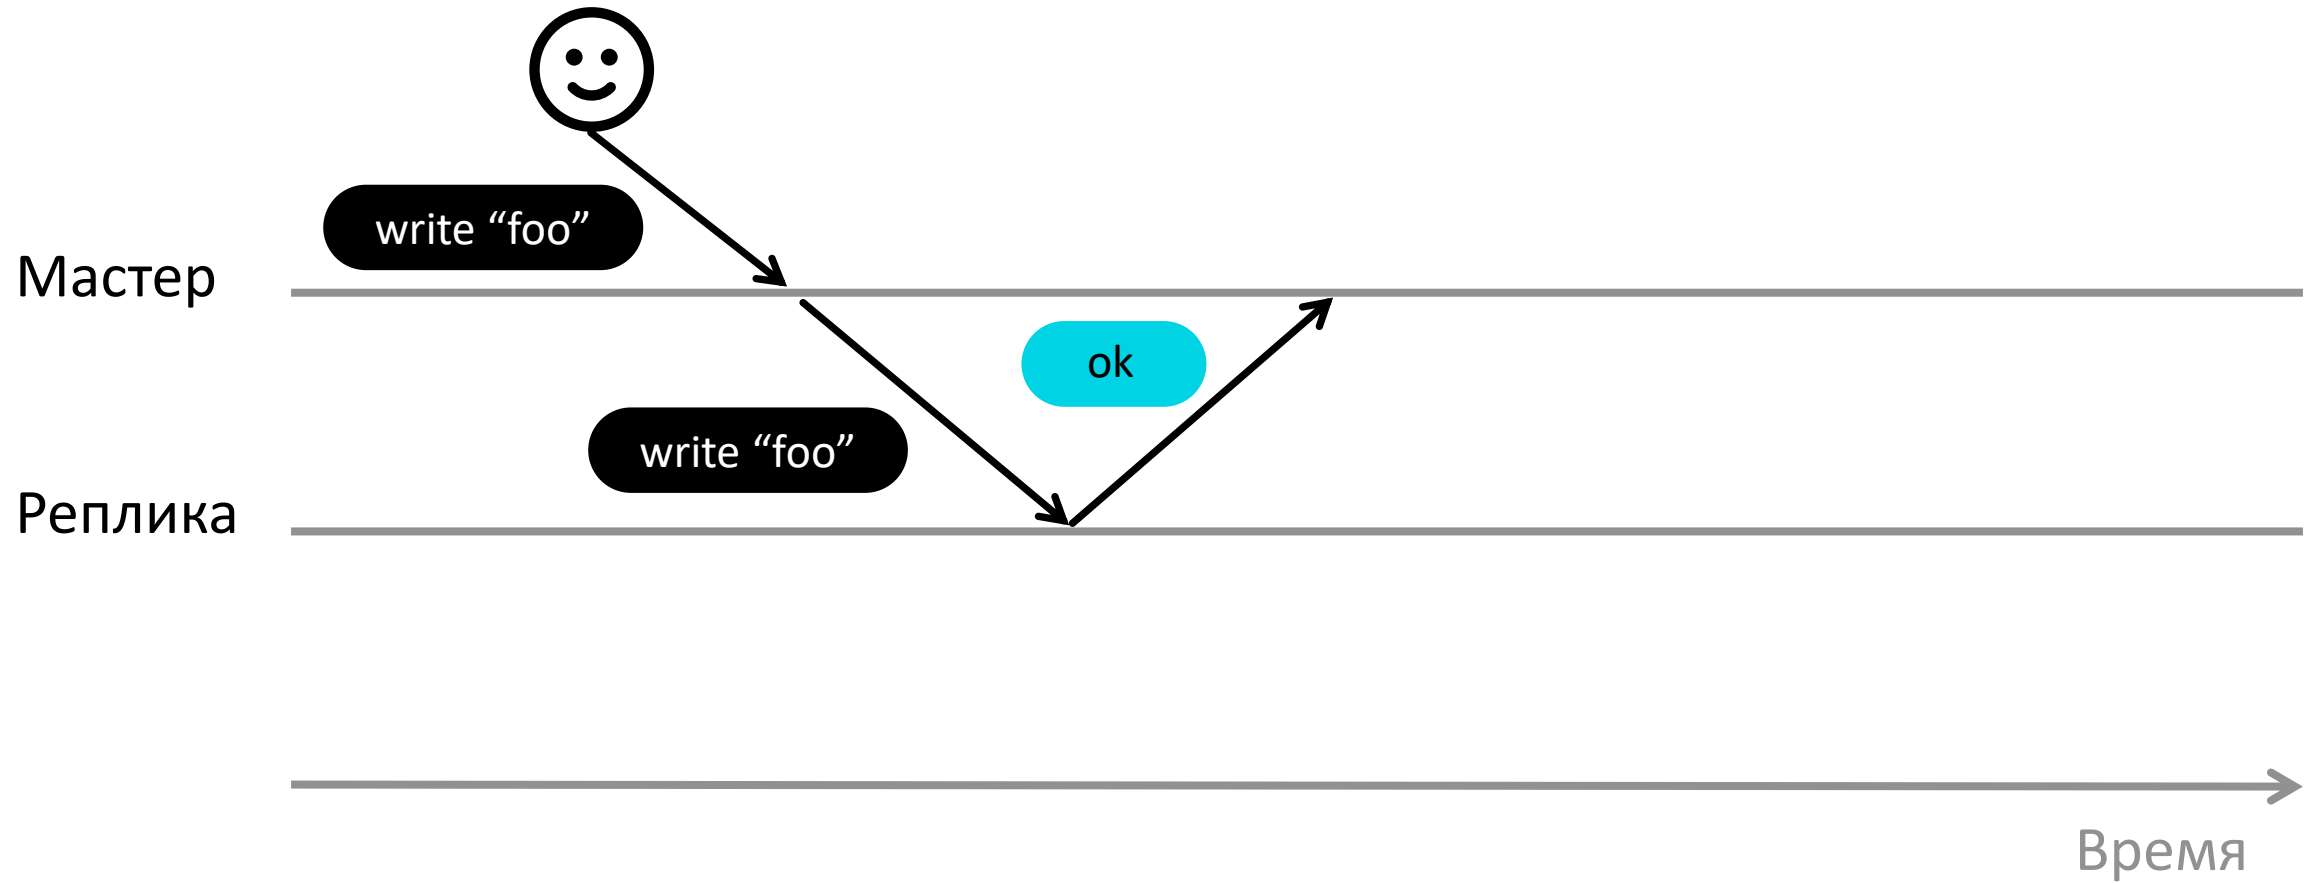 write “foo”
Мастер
ok
write “foo”
Реплика
Время